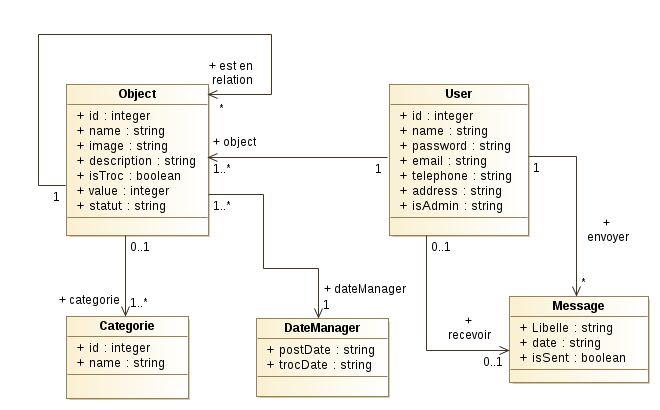 + est en
relation
*
Object
+ id : integer
+ name : string
+ image : string
+ description : string
+ isTroc : boolean
+ value : integer
+ statut : string
1
+ object
1..*
1
1..*
User
+ id : integer
+ name : string
+ password : string
+ email : string
+ telephone : string
+ address : string
+ isAdmin : string
1
+
envoyer
*
0..1
+ categorie
1..*
Categorie
+ id : integer
+ name : string
+ dateManager
1
DateManager
+ postDate : string
+ trocDate : string
0..1
+
recevoir
0..1
Message
+ Libelle : string
+ date : string
+ isSent : boolean